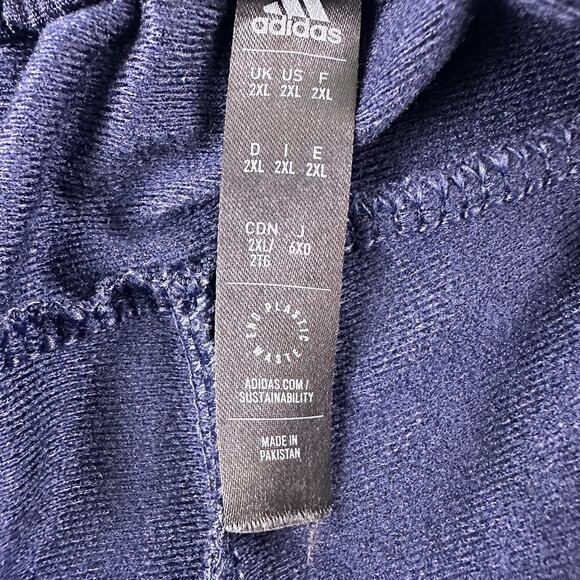 adidas
UK US F
2XL 2XL 2XL
D I E
2XL 2XL 2XL
CDN J
2XL/ 6XO
2TG
END PLASTIC WASTE
ADIDAS.COM/
SUSTAINABILITY
MADE IN
PAKISTAN